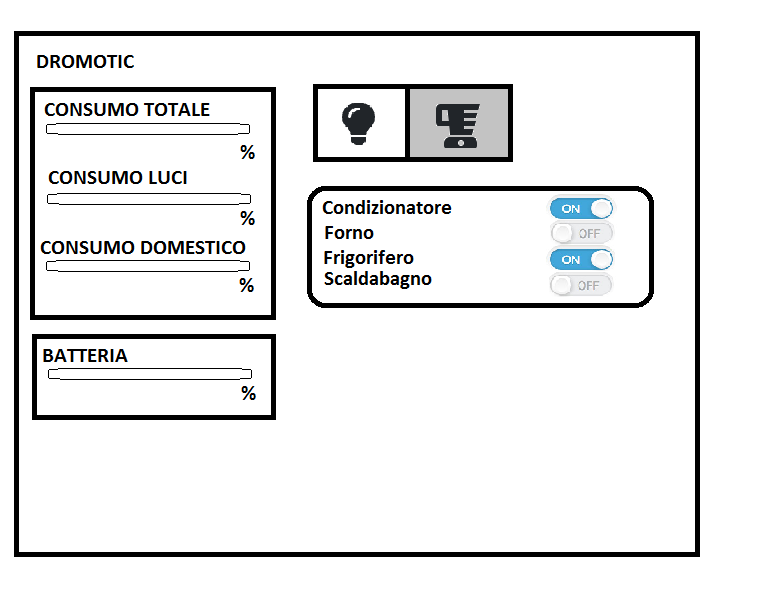 DROMOTIC
CONSUMO TOTALE
%
CONSUMO LUCI
%
CONSUMO DOMESTICO
%
BATTERIA
%
Condizionatore ON
Forno OFF
Frigorifero ON
Scaldabagno OFF